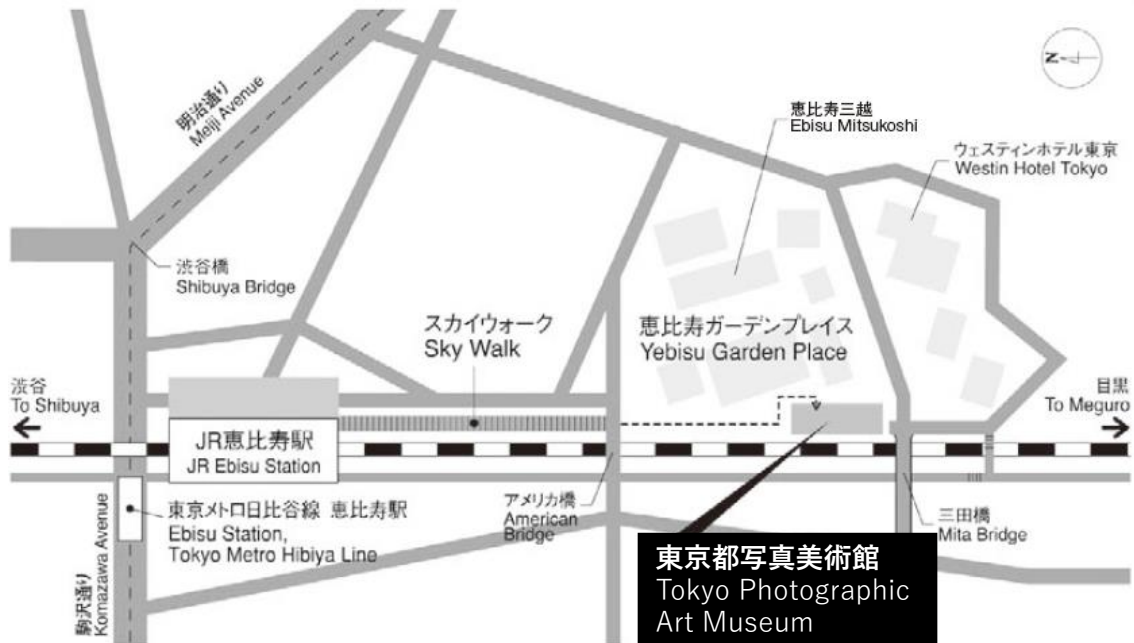 明治通り
Meiji Avenue
N
恵比寿三越
Ebisu Mitsukoshi
ウェスティンホテル東京
Westin Hotel Tokyo
渋谷橋
Shibuya Bridge
スカイウォーク
Sky Walk
恵比寿ガーデンプレイス
Yebisu Garden Place
渋谷
To Shibuya
目黒
To Meguro
JR恵比寿駅
JR Ebisu Station
東京メトロ日比谷線 恵比寿駅
Ebisu Station,
Tokyo Metro Hibiya Line
アメリカ橋
American
Bridge
三田橋
Mita Bridge
駒沢通り
Komazawa Avenue
東京都写真美術館
Tokyo Photographic
Art Museum